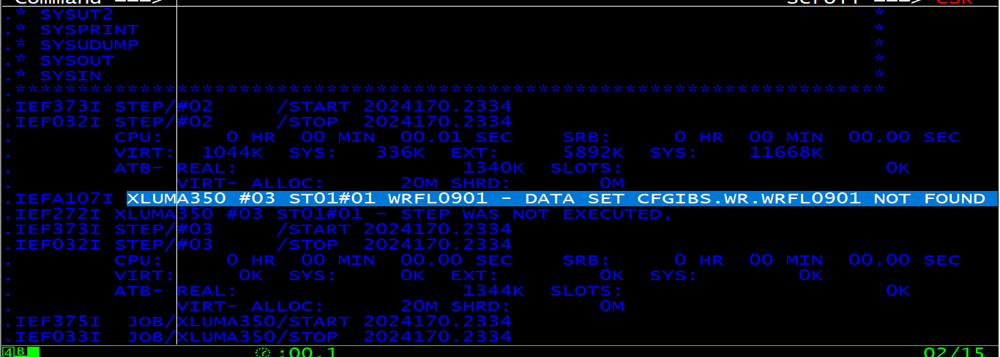 Command ===> Scroll ===> CSR
.* SYSUT2 *
.* SYSPRINT *
.* SYSUDUMP *
.* SYSOUT *
.* SYSIN *
.***********************************************************************
.IEF373I STEP/#02     /START 2024170.2334
.IEF032I STEP/#02     /STOP  2024170.2334
.        CPU:     0 HR  00 MIN  00.01 SEC    SRB:     0 HR  00 MIN  00.00 SEC
.        VIRT:  1044K  SYS:   336K  EXT:     5892K  SYS:    11668K
.        ATB- REAL:                  1340K  SLOTS:                     0K
.             VIRT- ALLOC:      20M SHRD:       0M
.IEFA107I XLUMA350 #03 ST01#01 WRFL0901 - DATA SET CFGIBS.WR.WRFL0901 NOT FOUND
.IEF272I XLUMA350 #03 ST01#01 - STEP WAS NOT EXECUTED.
.IEF373I STEP/#03     /START 2024170.2334
.IEF032I STEP/#03     /STOP  2024170.2334
.        CPU:     0 HR  00 MIN  00.00 SEC    SRB:     0 HR  00 MIN  00.00 SEC
.        VIRT:     0K  SYS:     0K  EXT:        0K  SYS:        0K
.        ATB- REAL:                  1344K  SLOTS:                     0K
.             VIRT- ALLOC:      20M SHRD:       0M
.IEF375I  JOB/XLUMA350/START 2024170.2334
.IEF033I  JOB/XLUMA350/STOP  2024170.2334
4B :00.1 02/15